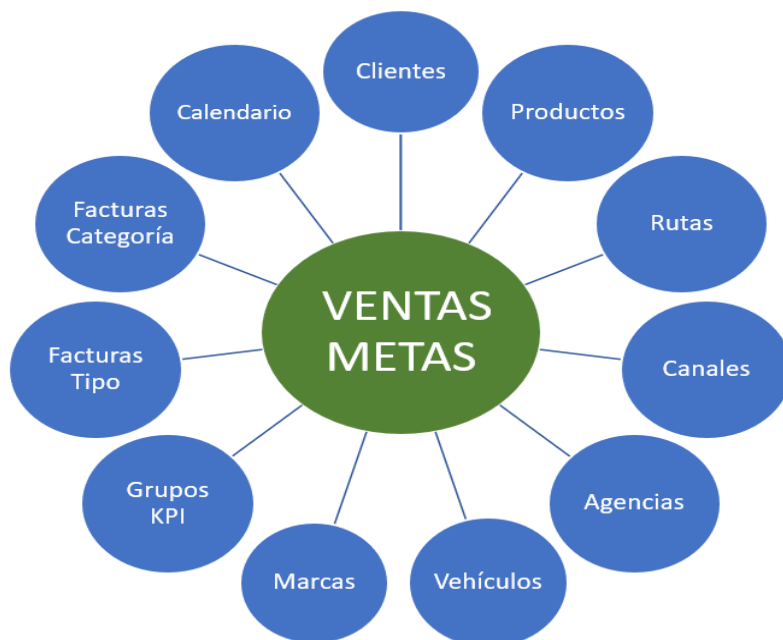 Clientes
Productos
Rutas
Canales
Agencias
Vehículos
Marcas
Grupos
KPI
Facturas
Tipo
Facturas
Categoría
Calendario
VENTAS
METAS